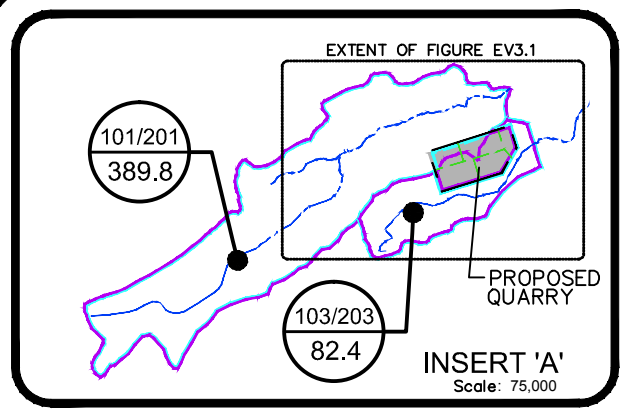 EXTENT OF FIGURE EV3.1
101/201
389.8
PROPOSED
QUARRY
103/203
82.4
INSERT 'A'
Scale: 75,000